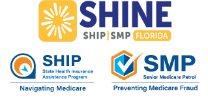 SHINE
SHIP|SMP FLORIDA
SHIP
State Health Insurance
Assistance Program
Navigating Medicare
SMP
Senior Medicare Patrol
Preventing Medicare Fraud